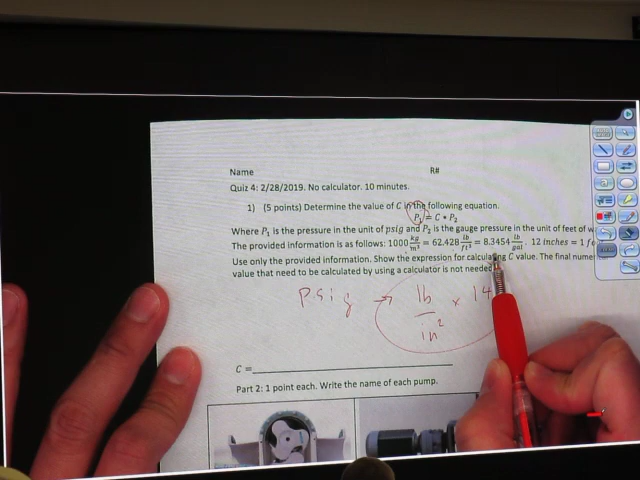 Name R#
Quiz 4: 2/28/2019. No calculator. 10 minutes.
1) (5 points) Determine the value of C in the following equation.
P₁ = C • P₂
Where P₁ is the pressure in the unit of psig and P₂ is the gauge pressure in the unit of feet of w
The provided information is as follows: 1000 kg/m³ = 62.428 lb/ft³ = 8.3454 lb/gal. 12 inches = 1 f
Use only the provided information. Show the expression for calculating C value. The final nume
value that need to be calculated by using a calculator is not needed
psig → lb/in² × 14
C =
Part 2: 1 point each. Write the name of each pump.